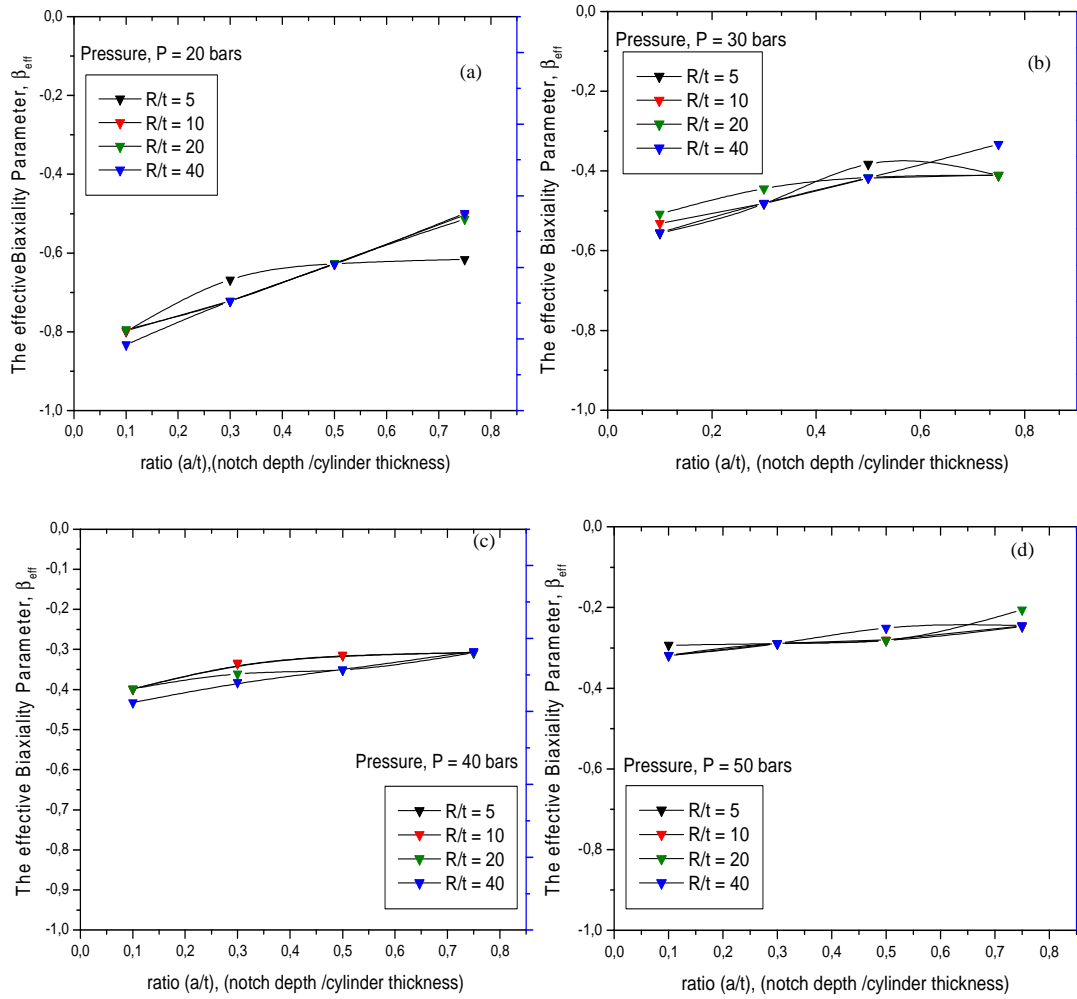 Pressure, P = 20 bars
(a)
R/t = 5
R/t = 10
R/t = 20
R/t = 40
The effectiveBiaxiality Parameter, βeff
0,0
-0,2
-0,4
-0,6
-0,8
-1,0
0,0 0,1 0,2 0,3 0,4 0,5 0,6 0,7 0,8
ratio (a/t),(notch depth /cylinder thickness)
Pressure, P = 30 bars
(b)
R/t = 5
R/t = 10
R/t = 20
R/t = 40
The effective Biaxiality Parameter, βeff
0,0
-0,2
-0,4
-0,6
-0,8
-1,0
0,0 0,2 0,4 0,6 0,8
ratio (a/t), (notch depth /cylinder thickness)
(c)
The effective Biaxiality Parameter, βeff
0,0
-0,1
-0,2
-0,3
-0,4
-0,5
-0,6
-0,7
-0,8
-0,9
-1,0
Pressure, P = 40 bars
R/t = 5
R/t = 10
R/t = 20
R/t = 40
0,0 0,1 0,2 0,3 0,4 0,5 0,6 0,7 0,8
ratio (a/t), (notch depth /cylinder thickness)
(d)
The effective Biaxiality Parameter, βeff
0,0
-0,2
-0,4
-0,6
-0,8
-1,0
Pressure, P = 50 bars
R/t = 5
R/t = 10
R/t = 20
R/t = 40
0,0 0,1 0,2 0,3 0,4 0,5 0,6 0,7 0,8
ratio (a/t), (notch depth /cylinder thickness)